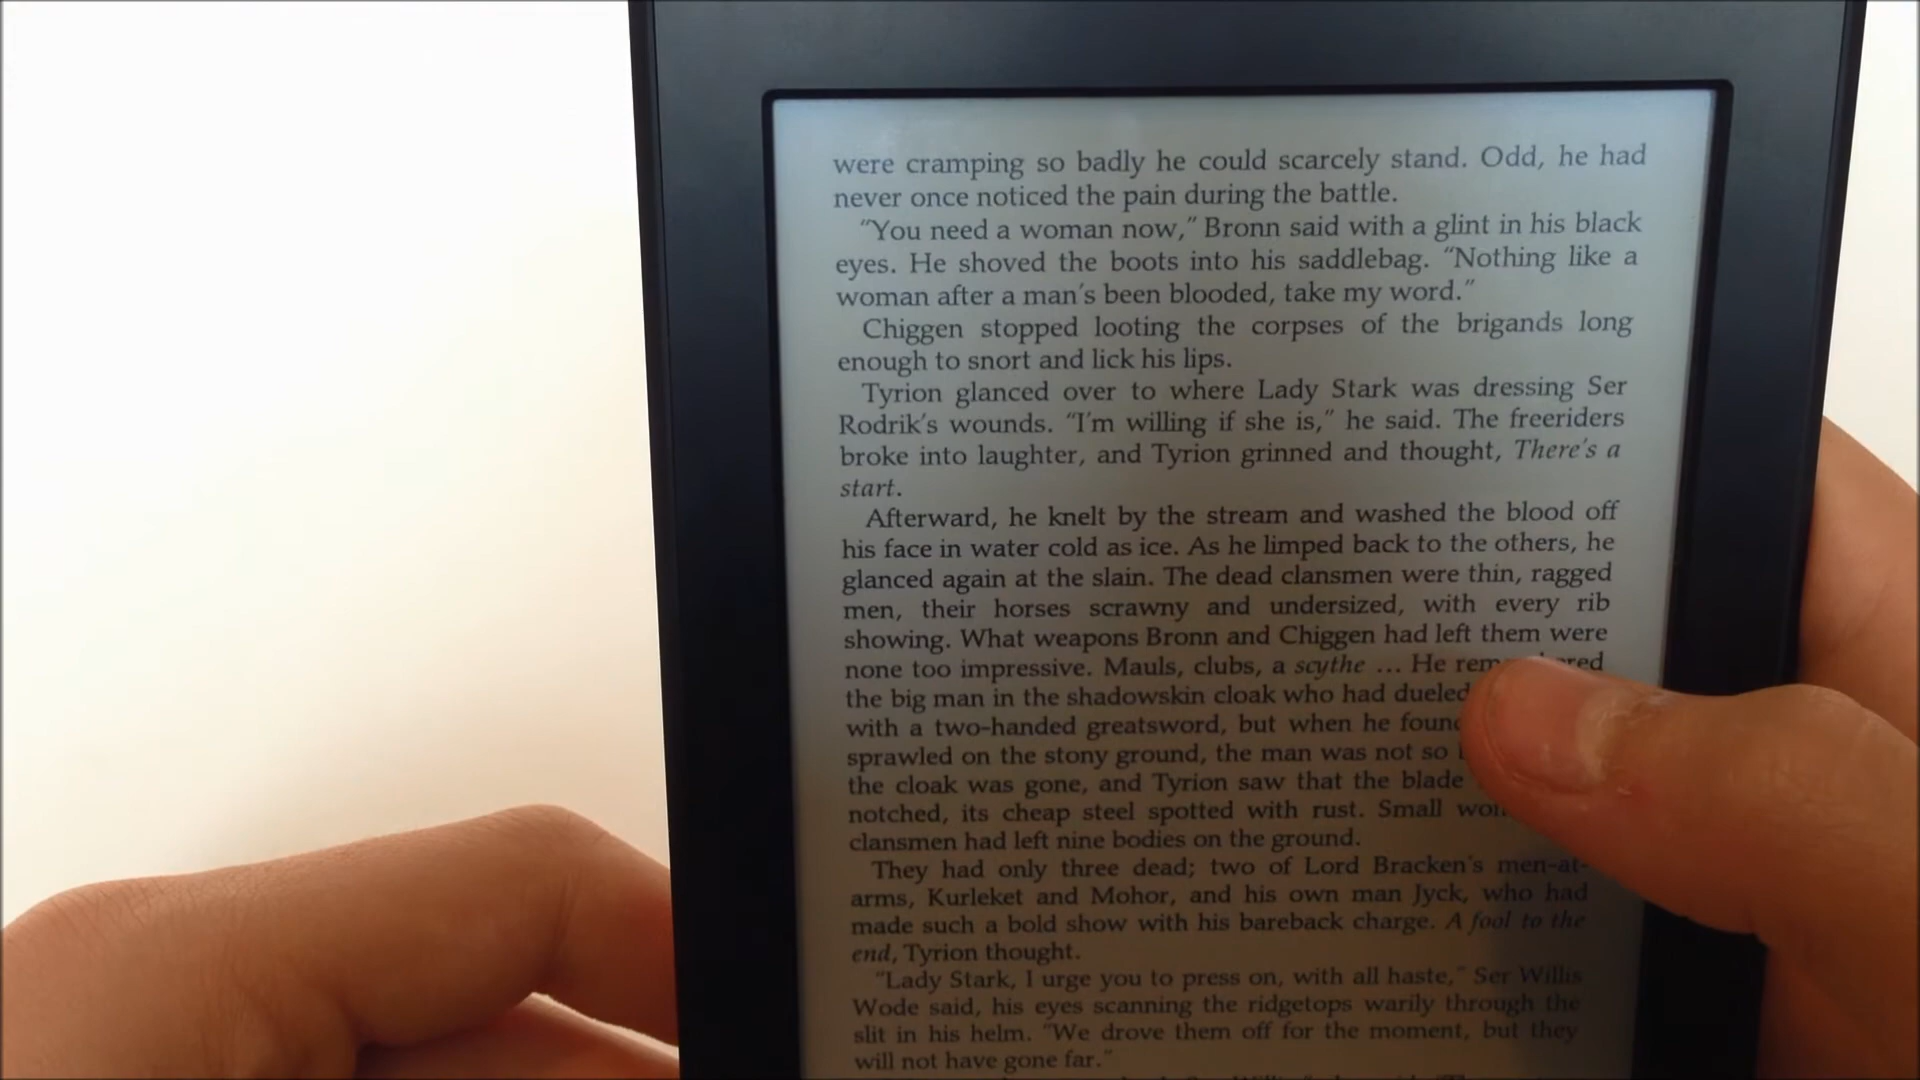 were cramping so badly he could scarcely stand. Odd, he had
never once noticed the pain during the battle.
“You need a woman now,” Bronn said with a glint in his black
eyes. He shoved the boots into his saddlebag. “Nothing like a
woman after a man’s been blooded, take my word.”
Chiggen stopped looting the corpses of the brigands long
enough to snort and lick his lips.
Tyrion glanced over to where Lady Stark was dressing Ser
Rodrik’s wounds. “I’m willing if she is,” he said. The freeriders
broke into laughter, and Tyrion grinned and thought, There’s a
start.
Afterward, he knelt by the stream and washed the blood off
his face in water cold as ice. As he limped back to the others, he
glanced again at the slain. The dead clansmen were thin, ragged
men, their horses scrawny and undersized, with every rib
showing. What weapons Bronn and Chiggen had left them were
none too impressive. Mauls, clubs, a scythe … He
the big man in the shadowskin cloak who had dueled
with a two-handed greatsword, but when he
sprawled on the stony ground, the man was not so
the cloak was gone, and Tyrion saw that the blade
notched, its cheap steel spotted with rust. Small
clansmen had left nine bodies on the ground.
They had only three dead; two of Lord Bracken’s men-at-
arms, Kurleket and Mohor, and his own man Jyck, who had
made such a bold show with his bareback charge. A fool to the
end, Tyrion thought.
“Lady Stark, I urge you to press on, with all haste,” Ser Willis
Wode said, his eyes scanning the ridgetops warily through the
slit in his helm. “We drove them off for the moment, but they
will not have gone far.”